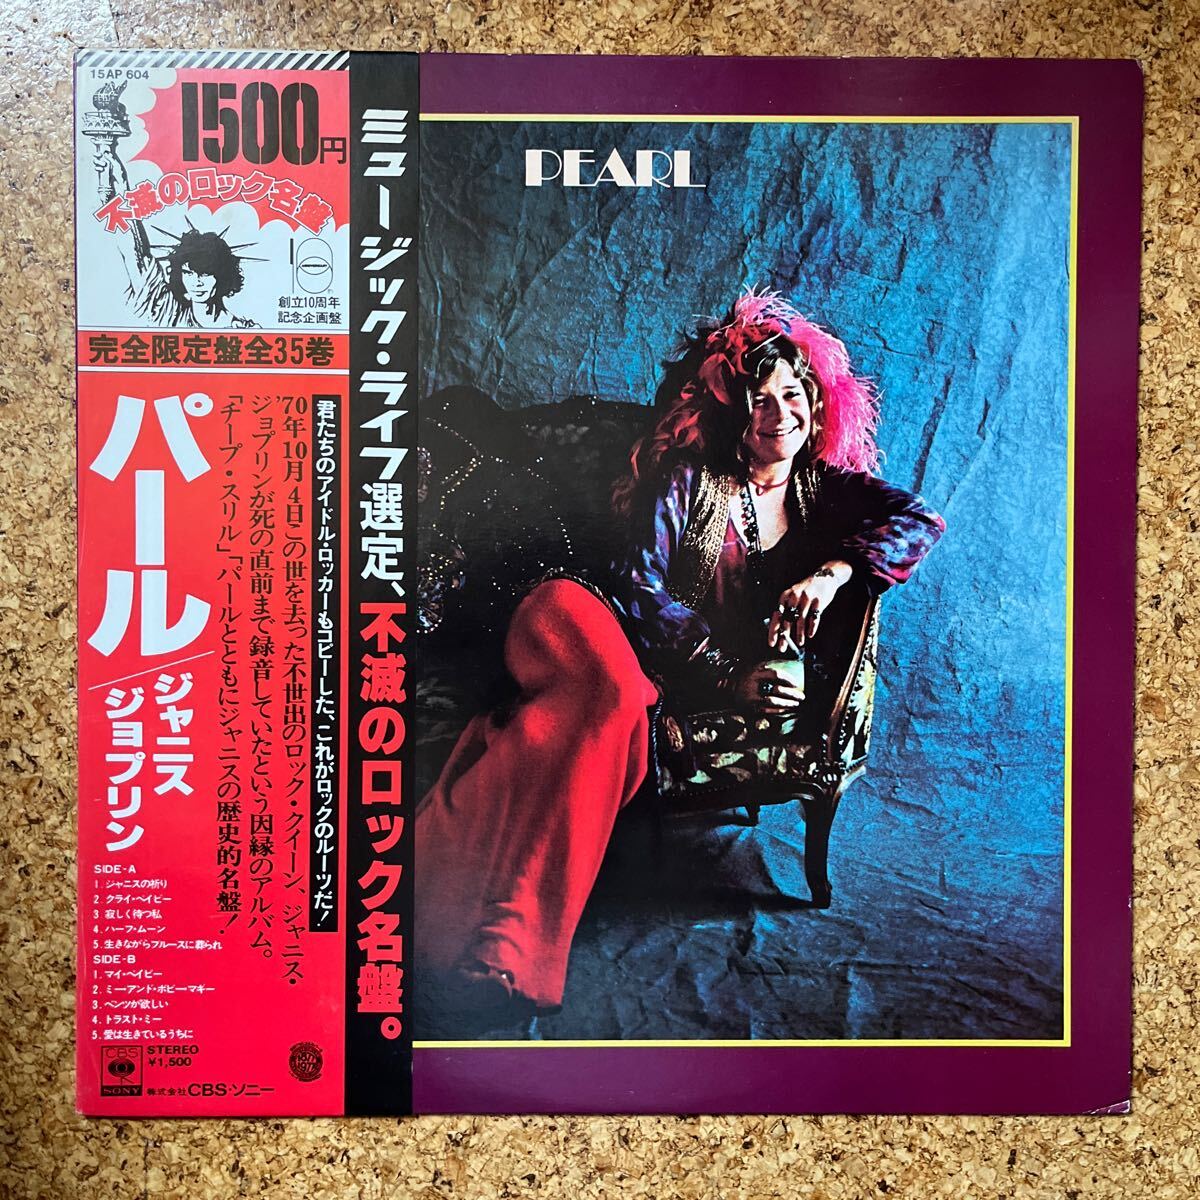 15AP 604
1500円
不滅のロック名盤
10
th
創立10周年
記念企画盤
完全限定盤全35巻
パール/ジャニス
ジョプリン
君たちのアイドル・ロッカーもコピーした、これがロックのルーツだ!
'70年10月4日この世を去った不世出のロック・クイーン、ジャニス・
ジョプリンが死の直前まで録音していたという因縁のアルバム。
「チープ・スリル」「パールとともにジャニスの歴史的名盤!
SIDE-A
1. ジャニスの祈り
2. クライ・ベイビー
3 寂しく待つ私
4. ハーフ・ムーン
5. 生きながらブルースに葬られ
SIDE-B
1. マイ・ベイビー
2. ミー・アンド・ボビー・マギー
3. ベンツが欲しい
4. トラスト・ミー
5. 愛は生きているうちに
CBS
SONY
STEREO
¥1,500
株式会社 CBS・ソニー
ミュージック・ライフ選定、不滅のロック名盤。
PEARL